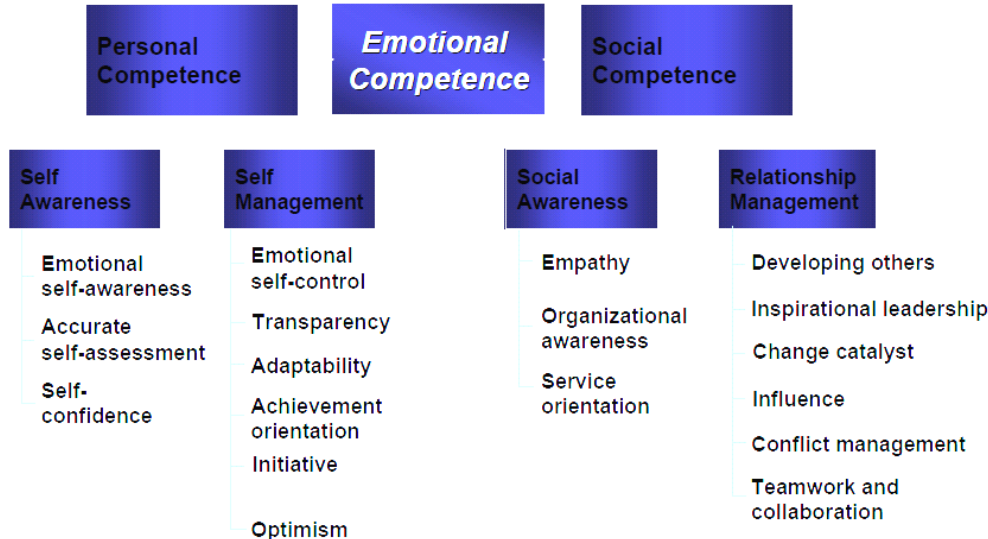 Personal
Competence
Emotional
Competence
Social
Competence
Self
Awareness
Emotional
self-awareness
Accurate
self-assessment
Self-
confidence
Self
Management
Emotional
self-control
Transparency
Adaptability
Achievement
orientation
Initiative
Optimism
Social
Awareness
Empathy
Organizational
awareness
Service
orientation
Relationship
Management
Developing others
Inspirational leadership
Change catalyst
Influence
Conflict management
Teamwork and
collaboration